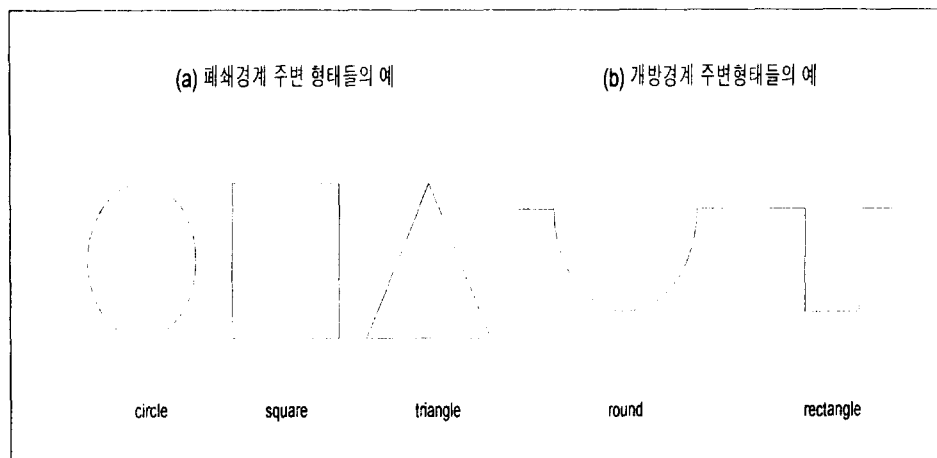 (a) 폐쇄경계 주변 형태들의 예
(b) 개방경계 주변형태들의 예
circle square triangle round rectangle